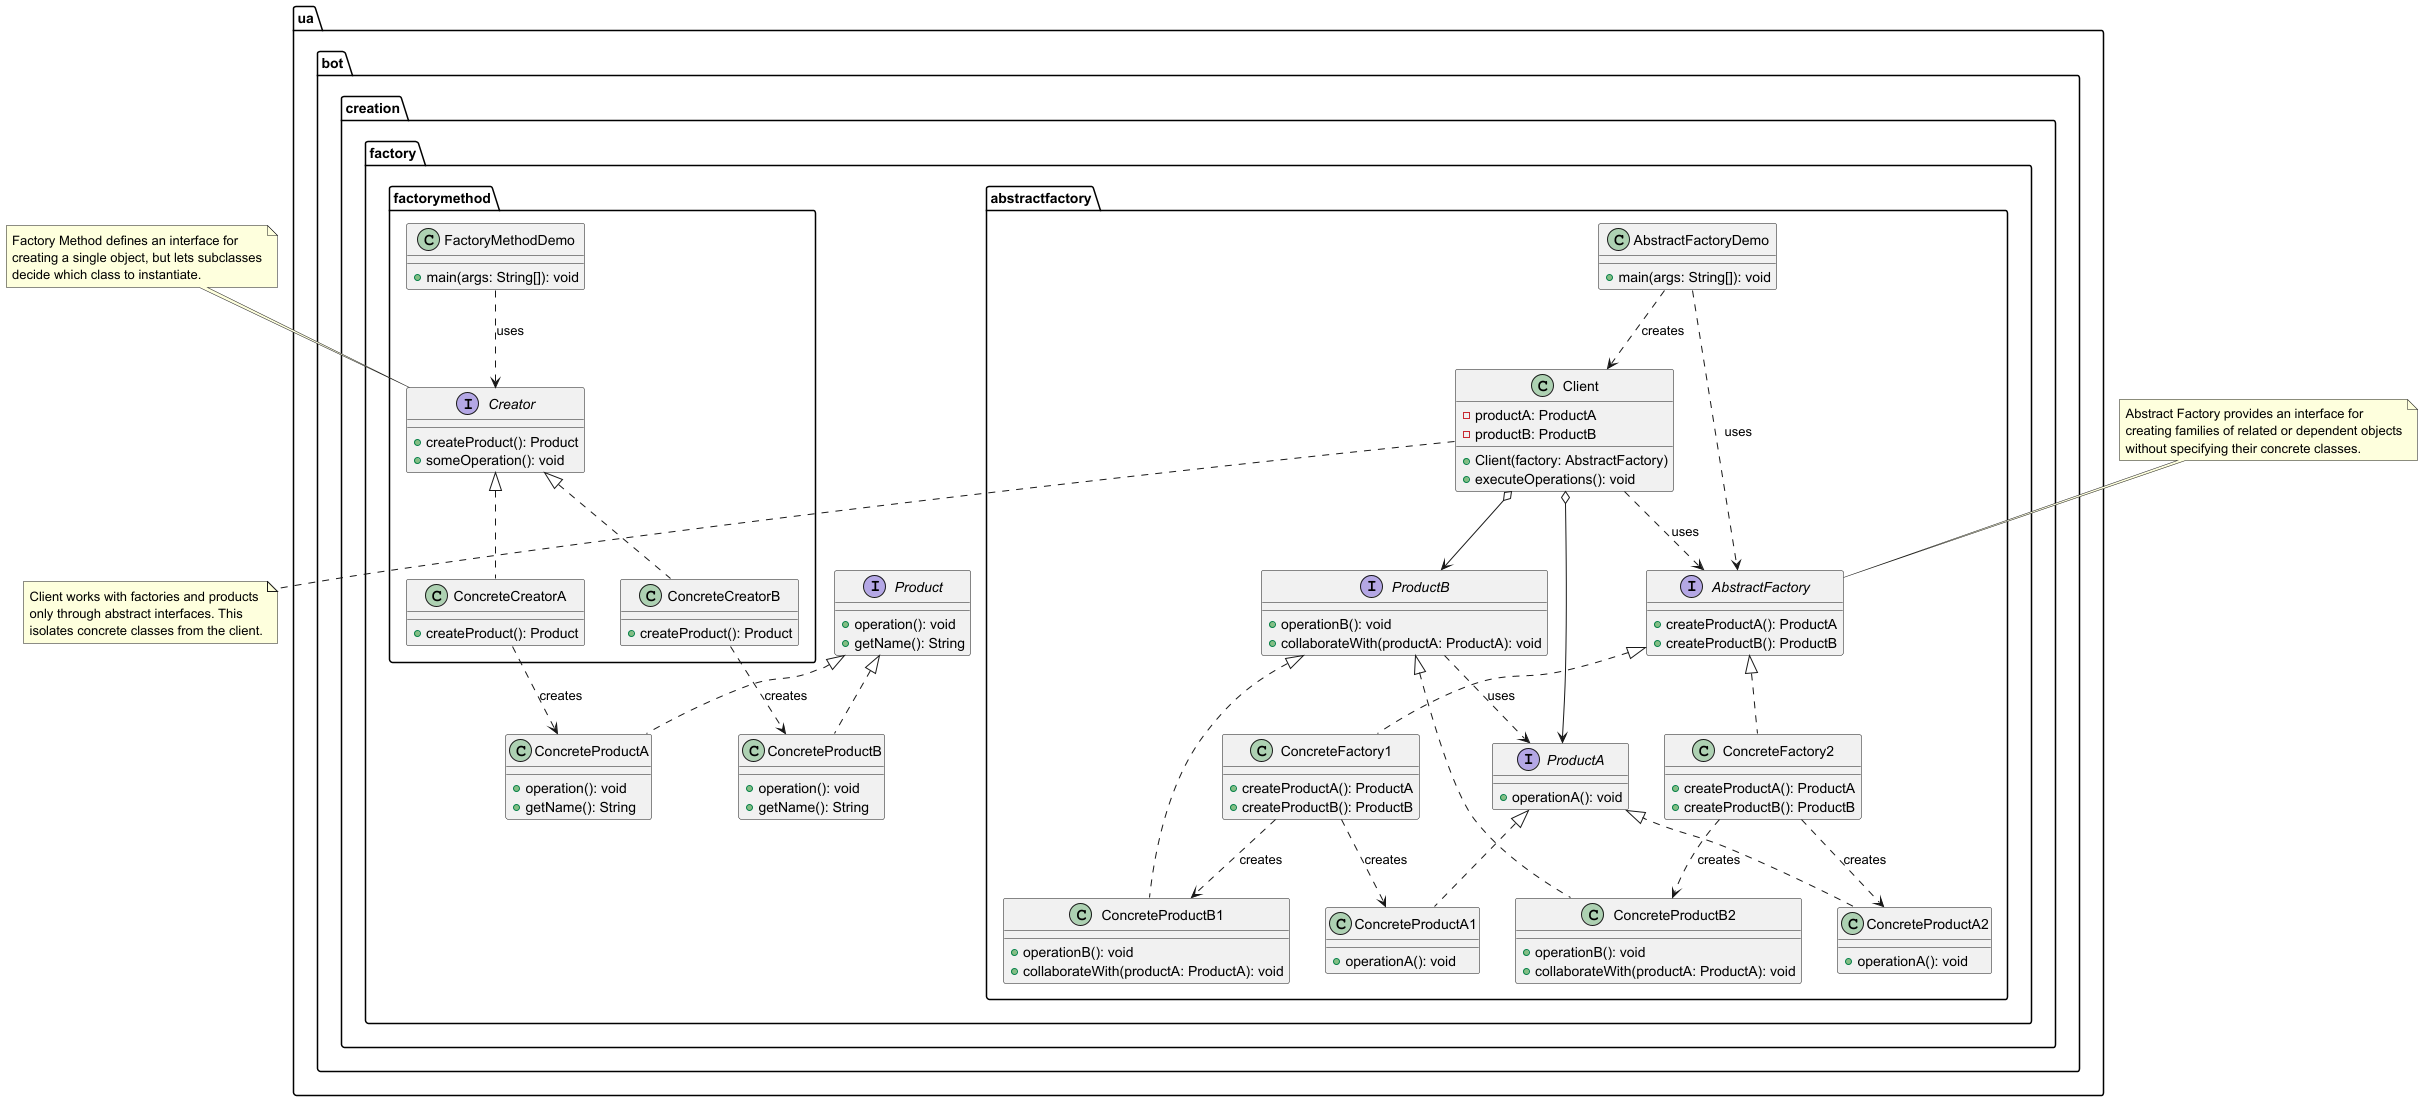 ua
bot
creation
factory
factorymethod
abstractfactory
FactoryMethodDemo
main(args: String[]): void
AbstractFactoryDemo
main(args: String[]): void
Factory Method defines an interface for
creating a single object, but lets subclasses
decide which class to instantiate.
uses
creates
uses
Creator
createProduct(): Product
someOperation(): void
Client
productA: ProductA
productB: ProductB
Client(factory: AbstractFactory)
executeOperations(): void
Abstract Factory provides an interface for
creating families of related or dependent objects
without specifying their concrete classes.
uses
Client works with factories and products
only through abstract interfaces. This
isolates concrete classes from the client.
ConcreteCreatorA
createProduct(): Product
ConcreteCreatorB
createProduct(): Product
Product
operation(): void
getName(): String
ProductB
operationB(): void
collaborateWith(productA: ProductA): void
AbstractFactory
createProductA(): ProductA
createProductB(): ProductB
creates
creates
uses
ConcreteProductA
operation(): void
getName(): String
ConcreteProductB
operation(): void
getName(): String
ConcreteFactory1
createProductA(): ProductA
createProductB(): ProductB
ProductA
operationA(): void
ConcreteFactory2
createProductA(): ProductA
createProductB(): ProductB
creates
creates
creates
creates
ConcreteProductB1
operationB(): void
collaborateWith(productA: ProductA): void
ConcreteProductA1
operationA(): void
ConcreteProductB2
operationB(): void
collaborateWith(productA: ProductA): void
ConcreteProductA2
operationA(): void